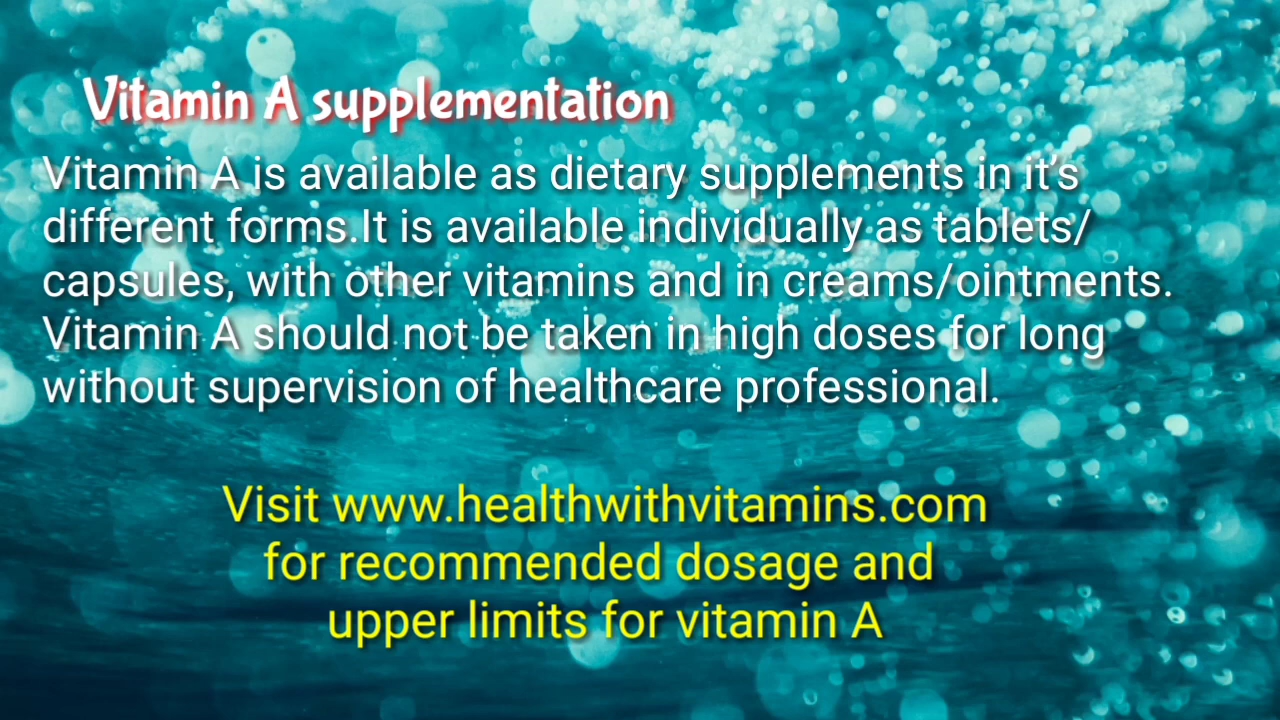 Vitamin A supplementation
Vitamin A is available as dietary supplements in it's
different forms.It is available individually as tablets/
capsules, with other vitamins and in creams/ointments.
Vitamin A should not be taken in high doses for long
without supervision of healthcare professional.
Visit www.healthwithvitamins.com
for recommended dosage and
upper limits for vitamin A